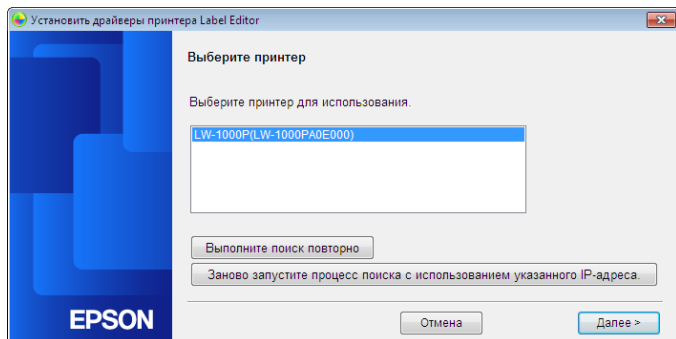 Установить драйверы принтера Label Editor
Выберите принтер
Выберите принтер для использования.
LW-1000P(LW-1000PA0E000)
Выполните поиск повторно
Заново запустите процесс поиска с использованием указанного IP-адреса.
EPSON
Отмена
Далее >